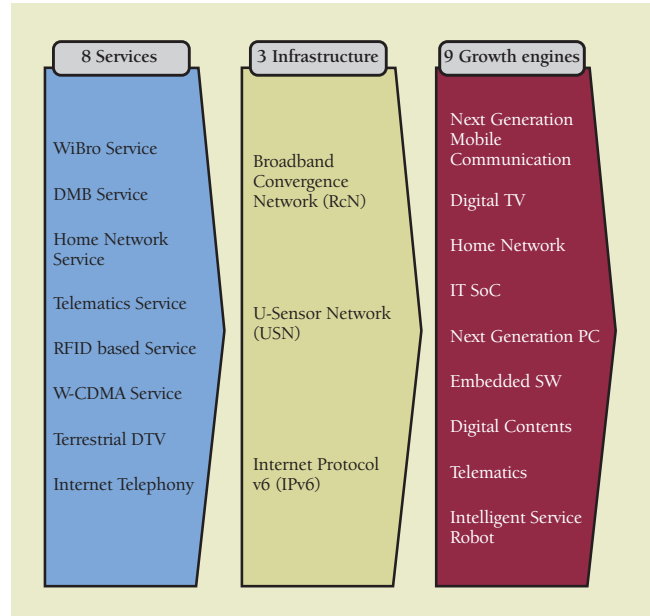 8 Services
WiBro Service
DMB Service
Home Network
Service
Telematics Service
RFID based Service
W-CDMA Service
Terrestrial DTV
Internet Telephony
3 Infrastructure
Broadband
Convergence
Network (RcN)
U-Sensor Network
(USN)
Internet Protocol
v6 (IPv6)
9 Growth engines
Next Generation
Mobile
Communication
Digital TV
Home Network
IT SoC
Next Generation PC
Embedded SW
Digital Contents
Telematics
Intelligent Service
Robot